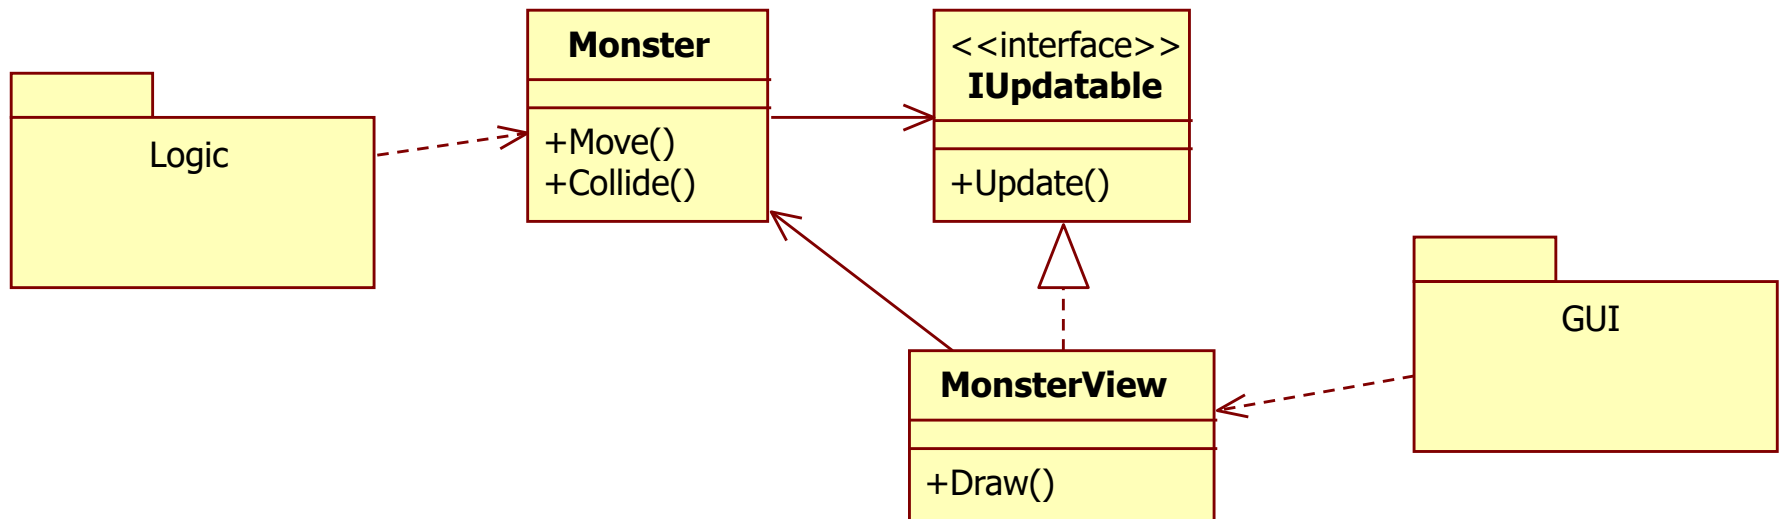 Logic
Monster
+Move()
+Collide()
<<interface>>
IUpdatable
+Update()
MonsterView
+Draw()
GUI